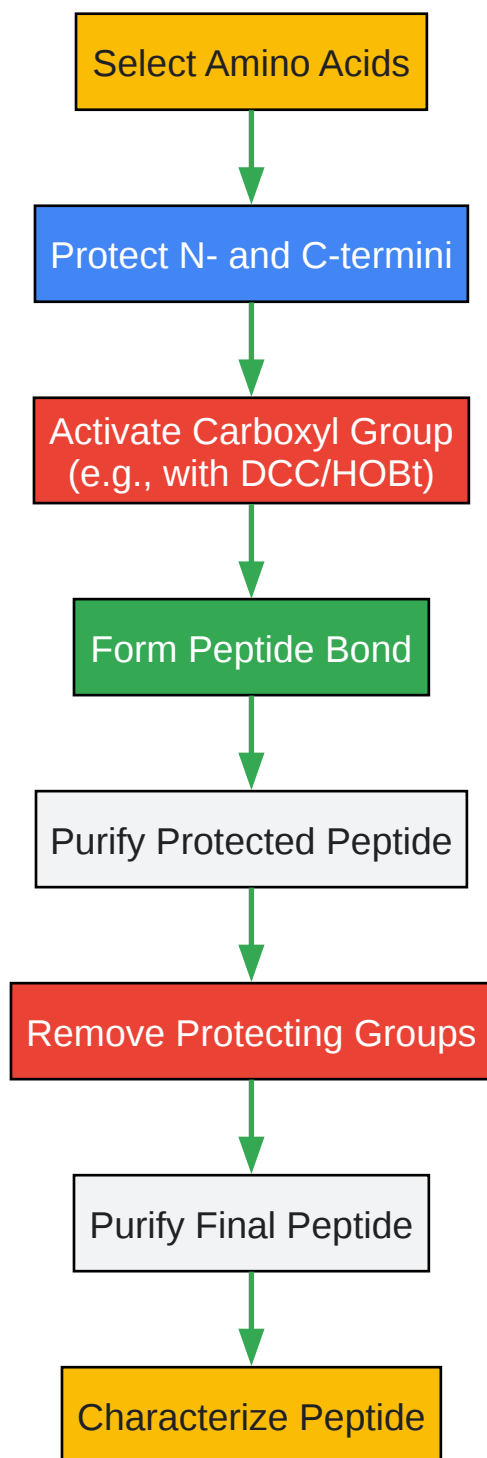 Select Amino Acids
Protect N- and C-termini
Activate Carboxyl Group
(e.g., with DCC/HOBt)
Form Peptide Bond
Purify Protected Peptide
Remove Protecting Groups
Purify Final Peptide
Characterize Peptide